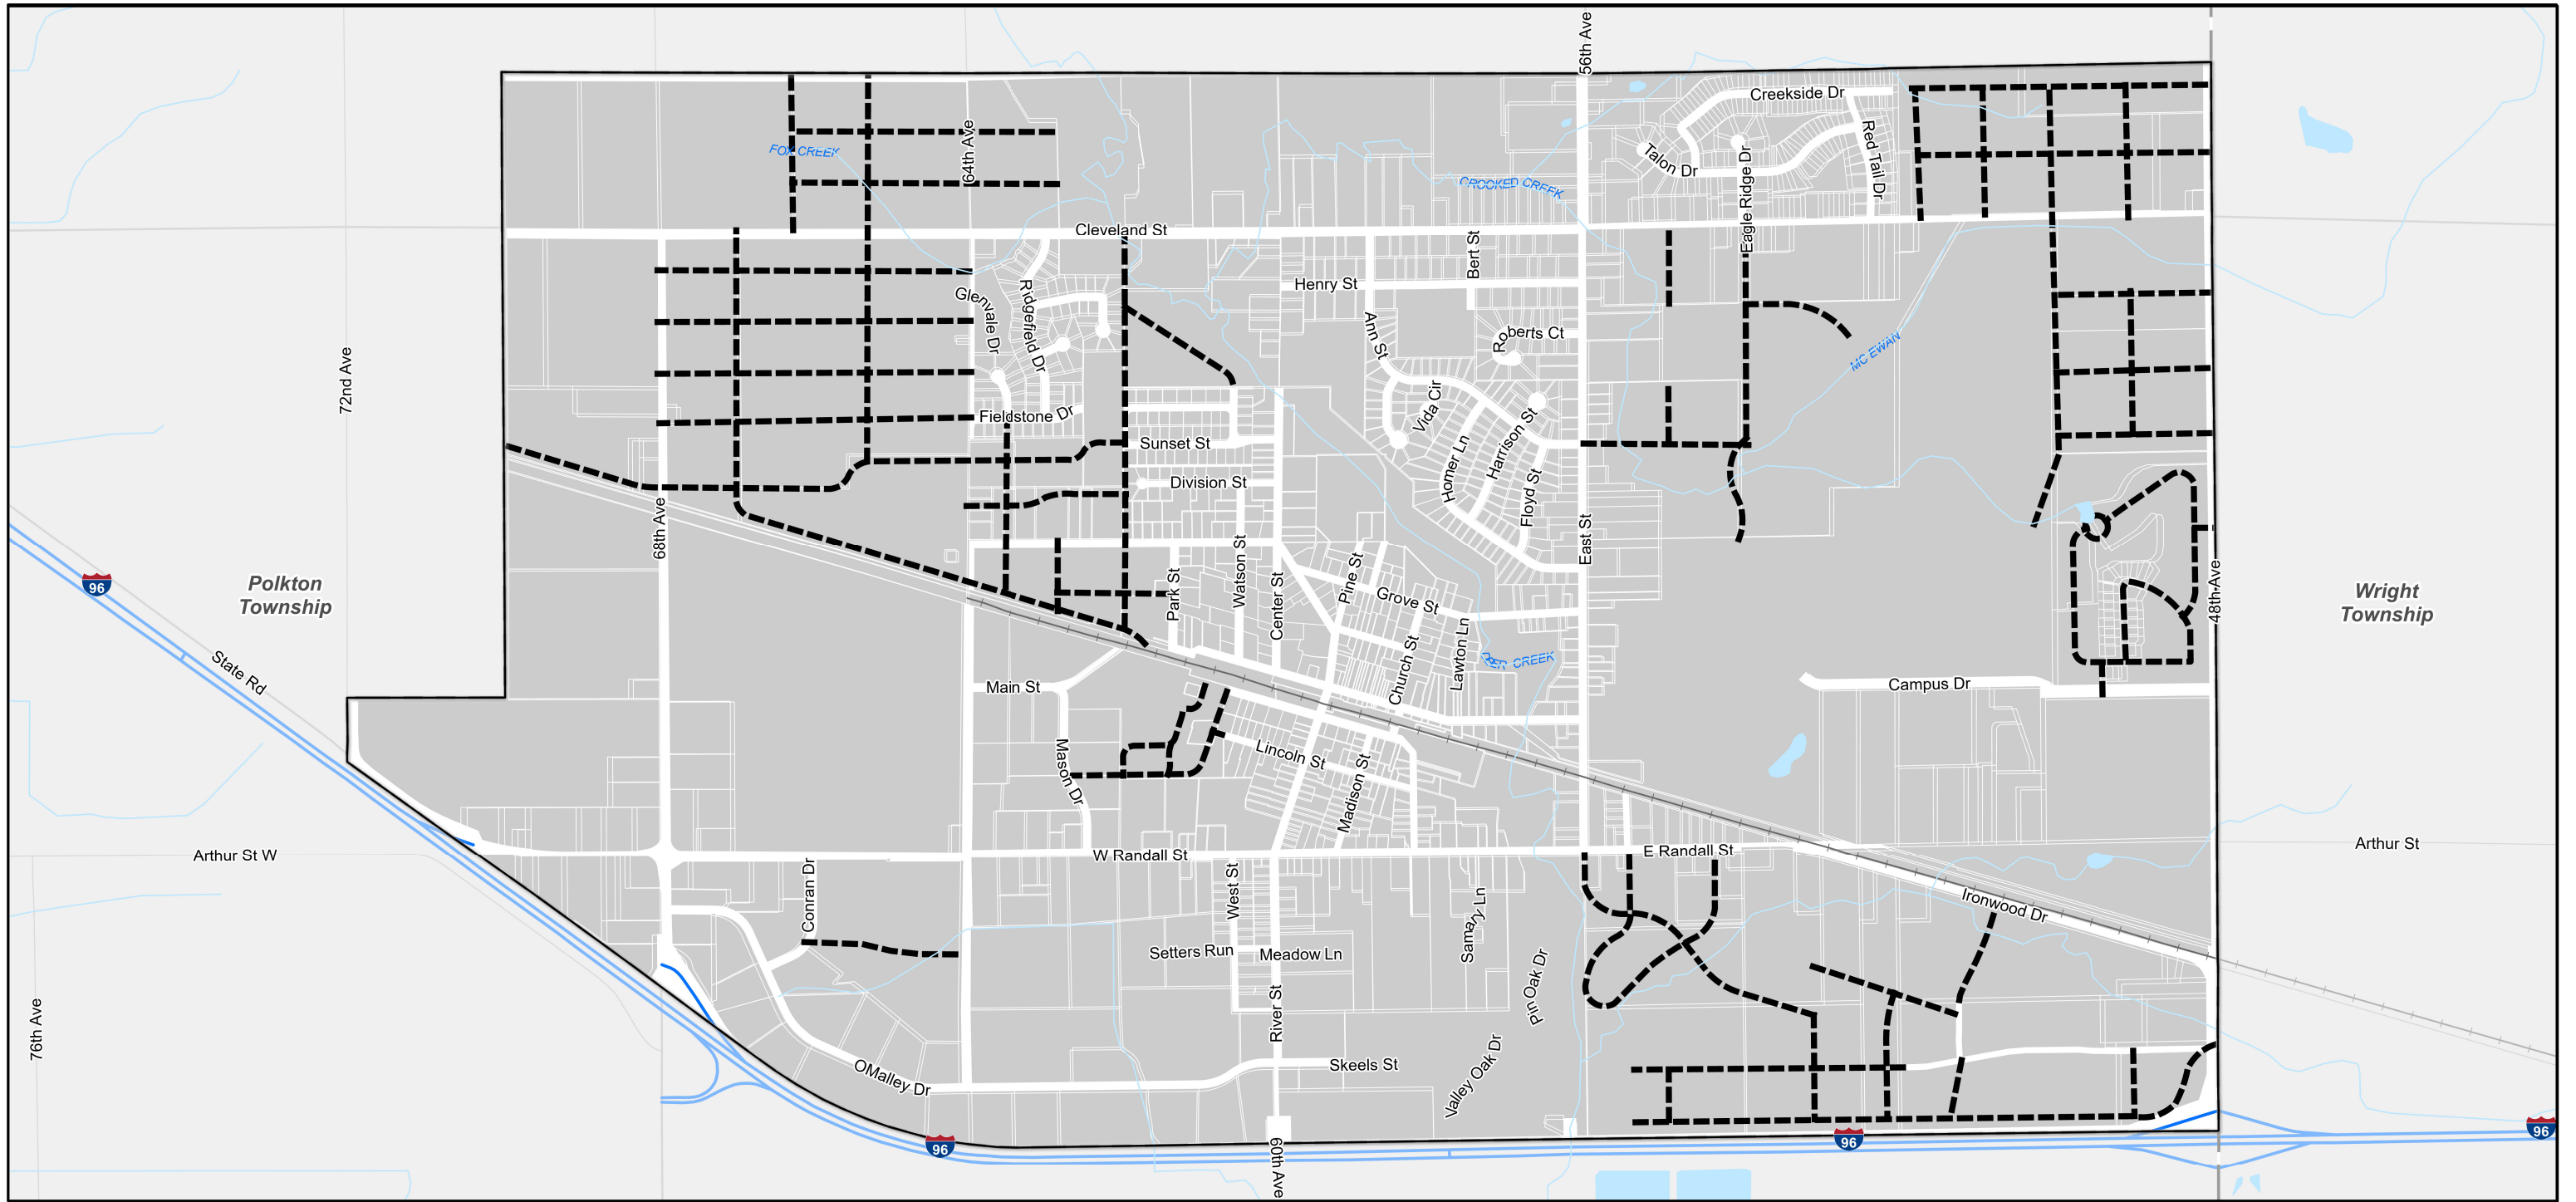 56th Ave
Creekside Dr
64th Ave
FOX CREEK
Talon Dr
Eagle Ridge Dr
Red Tail Dr
CROOKED CREEK
Cleveland St
Bert St
Henry St
Glenvale Dr
Ridgefield Dr
Ann St
Roberts Ct
MC EWAN
72nd Ave
Fieldstone Dr
Vida Cir
Sunset St
Harrison St
Homer Ln
Division St
Floyd St
68th Ave
East St
96
Polkton
Township
Park St
Watson St
Center St
Pine St
Grove St
48th Ave
Wright
Township
State Rd
Church St
Lawton Ln
CREEK
Main St
Campus Dr
Mason Dr
Lincoln St
Madison St
Arthur St W
W Randall St
E Randall St
Arthur St
Conran Dr
West St
Samary Ln
Ironwood Dr
Setters Run
Meadow Ln
Pin Oak Dr
76th Ave
River St
OMalley Dr
Skeels St
Valley Oak Dr
96
96
96
60th Ave